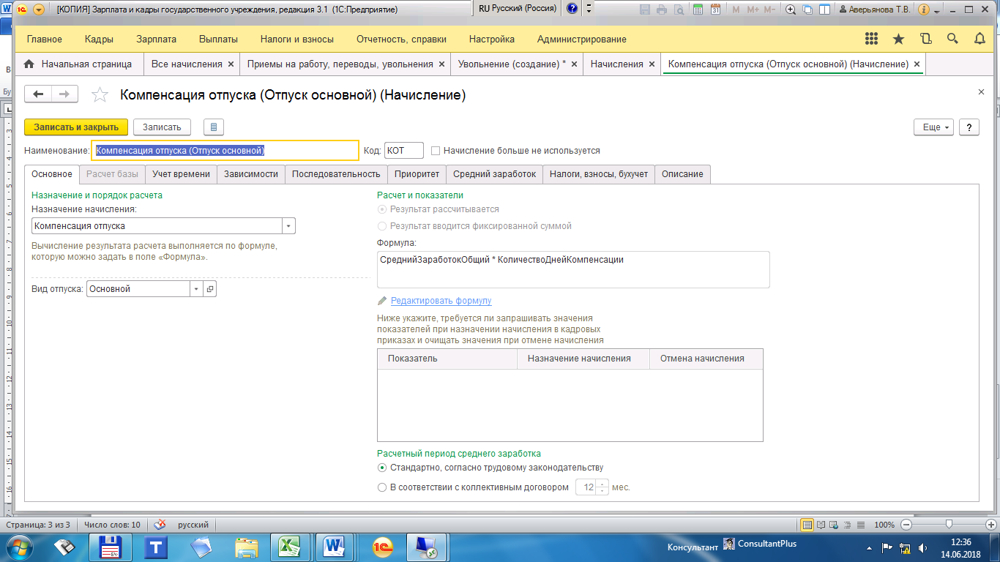 [КОПИЯ] Зарплата и кадры государственного учреждения, редакция 3.1 (1С:Предприятие)
RU Русский (Россия)
M M+ M-
Аверьянова Т.В.
Главное Кадры Зарплата Выплаты Налоги и взносы Отчетность, справки Настройка Администрирование
Начальная страница Все начисления Приемы на работу, переводы, увольнения Увольнение (создание) * Начисления Компенсация отпуска (Отпуск основной) (Начисление)
Компенсация отпуска (Отпуск основной) (Начисление)
Записать и закрыть Записать Еще ?
Наименование: Компенсация отпуска (Отпуск основной) Код: КОТ Начисление больше не используется
Основное Расчет базы Учет времени Зависимости Последовательность Приоритет Средний заработок Налоги, взносы, бухучет Описание
Назначение и порядок расчета
Назначение начисления:
Компенсация отпуска
Вычисление результата расчета выполняется по формуле,
которую можно задать в поле «Формула».
Вид отпуска: Основной
Расчет и показатели
Результат рассчитывается
Результат вводится фиксированной суммой
Формула:
СреднийЗаработокОбщий * КоличествоДнейКомпенсации
Редактировать формулу
Ниже укажите, требуется ли запрашивать значения
показателей при назначении начисления в кадровых
приказах и очищать значения при отмене начисления
Показатель Назначение начисления Отмена начисления
Расчетный период среднего заработка
Стандартно, согласно трудовому законодательству
В соответствии с коллективным договором 12 мес.
Страница: 3 из 3 Число слов: 10 русский 100%
Консультант ConsultantPlus
12:36
14.06.2018